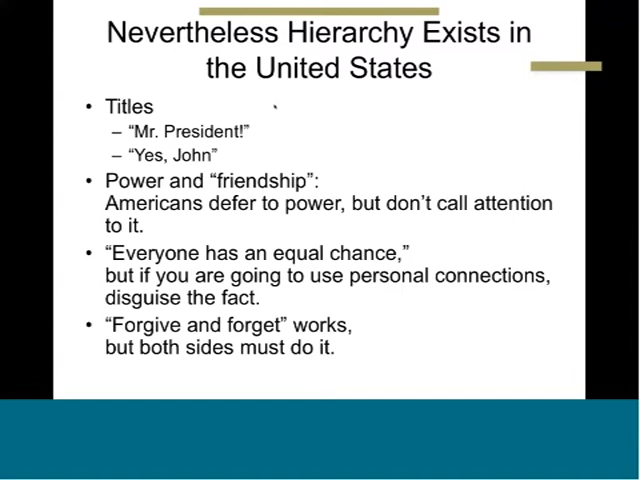 Nevertheless Hierarchy Exists in
the United States
• Titles
– “Mr. President!”
– “Yes, John”
• Power and “friendship”:
Americans defer to power, but don’t call attention
to it.
• “Everyone has an equal chance,”
but if you are going to use personal connections,
disguise the fact.
• “Forgive and forget” works,
but both sides must do it.